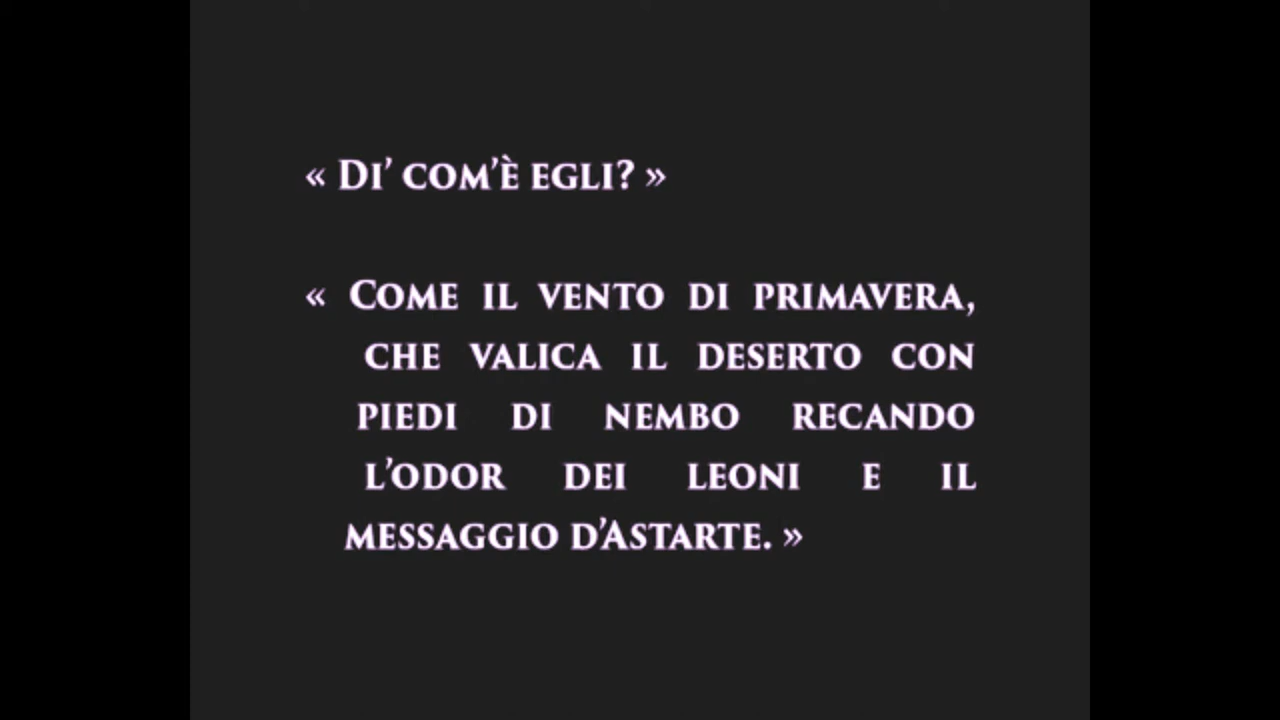 « Di’ com’è egli? »
« Come il vento di primavera,
che valica il deserto con
piedi di nembo recando
l’odor dei leoni e il
messaggio d’Astarte. »